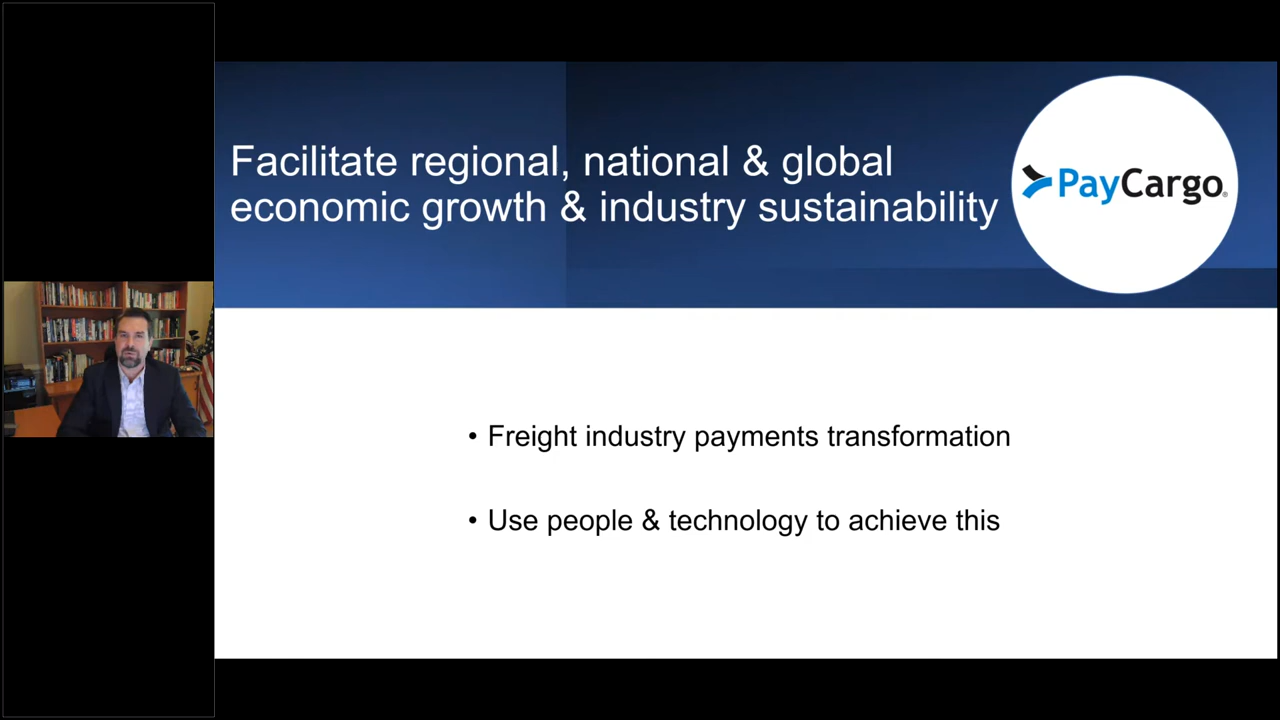 Facilitate regional, national & global
economic growth & industry sustainability
PayCargo®
• Freight industry payments transformation
• Use people & technology to achieve this